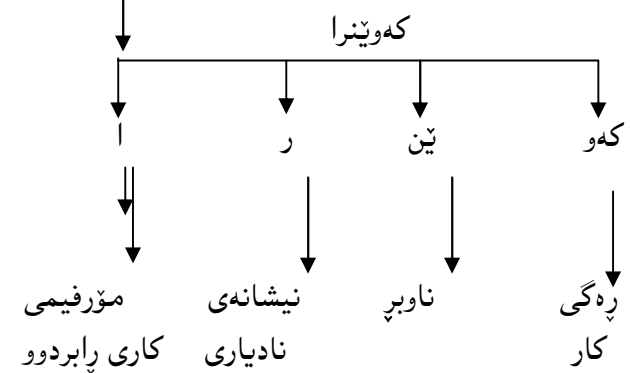 کەوێنرا
کەو ێن ر ا
ڕەگی ناوبڕ نیشانەی مۆرفیمی
کار نادیاری کاری ڕابردوو